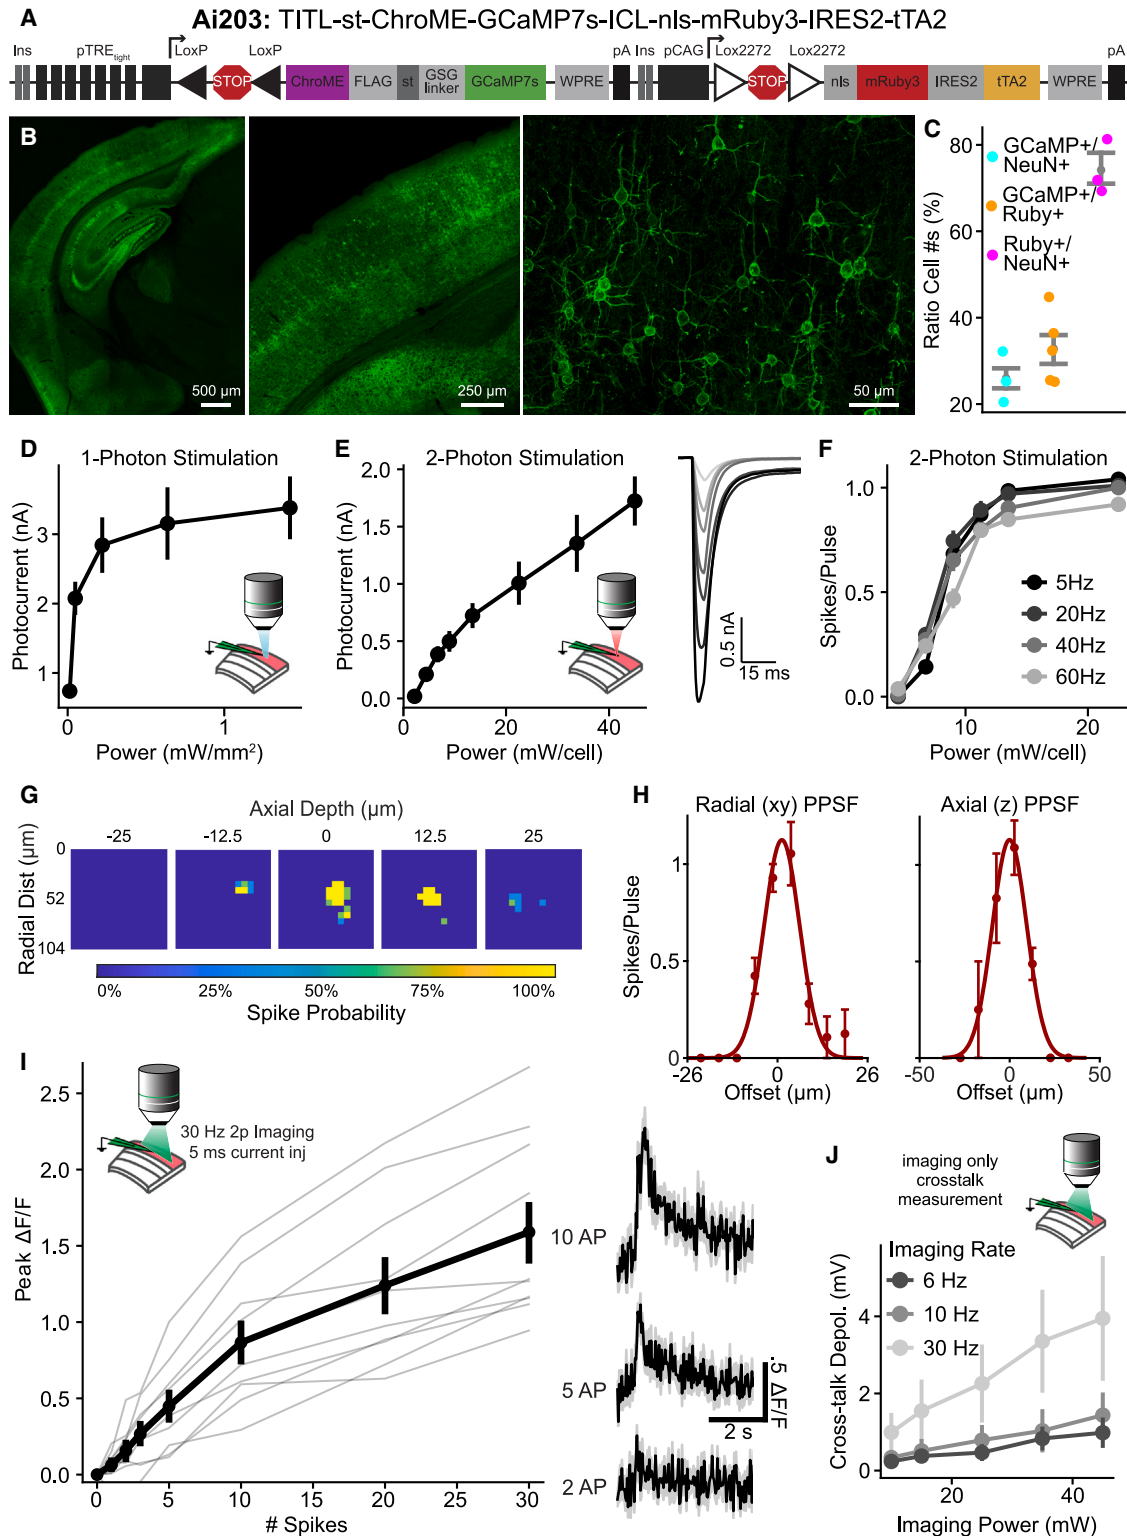 A
Ai203: TITL-st-ChroME-GCaMP7s-ICL-nls-mRuby3-IRES2-tTA2
Ins
pTREtight
LoxP
LoxP
pA
Ins
pCAG
Lox2272
Lox2272
pA
STOP
ChroME
FLAG
st
GSG linker
GCaMP7s
WPRE
STOP
nls
mRuby3
IRES2
tTA2
WPRE
B
500 µm
250 µm
50 µm
C
Ratio Cell #s (%)
80
60
40
20
GCaMP+/
NeuN+
GCaMP+/
Ruby+
Ruby+/
NeuN+
D
1-Photon Stimulation
Photocurrent (nA)
3
1
0
1
Power (mW/mm²)
E
2-Photon Stimulation
Photocurrent (nA)
2.0
1.5
1.0
0.5
0.0
0
20
40
Power (mW/cell)
0.5 nA
15 ms
F
2-Photon Stimulation
Spikes/Pulse
1.0
0.5
0.0
5Hz
20Hz
40Hz
60Hz
10
20
Power (mW/cell)
G
Axial Depth (µm)
-25
-12.5
0
12.5
25
Radial Dist (µm)
0
52
104
0%
25%
50%
75%
100%
Spike Probability
H
Radial (xy) PPSF
Axial (z) PPSF
Spikes/Pulse
1
0.5
0
-26
0
26
Offset (µm)
-50
0
50
Offset (µm)
I
30 Hz 2p Imaging
5 ms current inj
Peak ΔF/F
2.5
2.0
1.5
1.0
0.5
0.0
0
5
10
15
20
25
30
# Spikes
10 AP
5 AP
2 AP
.5 ΔF/F
2 s
J
imaging only
crosstalk
measurement
Imaging Rate
6 Hz
10 Hz
30 Hz
Cross-talk Depol. (mV)
4
2
0
20
40
Imaging Power (mW)